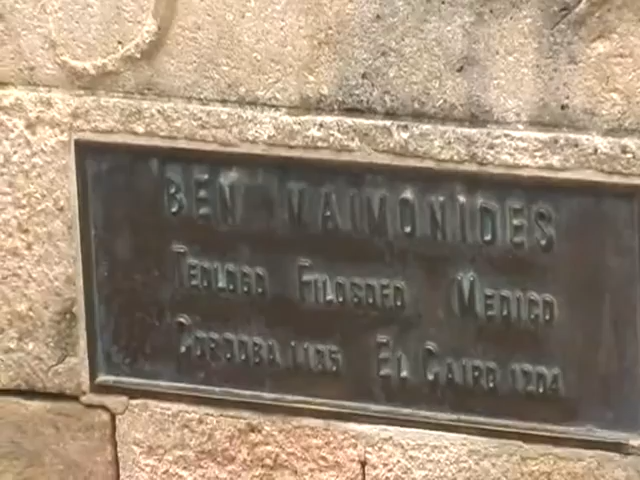 BEN MAIMONIDES
TEOLOGO FILOSOFO MEDICO
CORDOBA 1135 EL CAIRO 1204